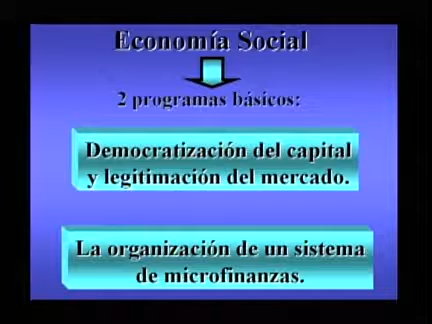 Economía Social
2 programas básicos:
Democratización del capital
y legitimación del mercado.
La organización de un sistema
de microfinanzas.